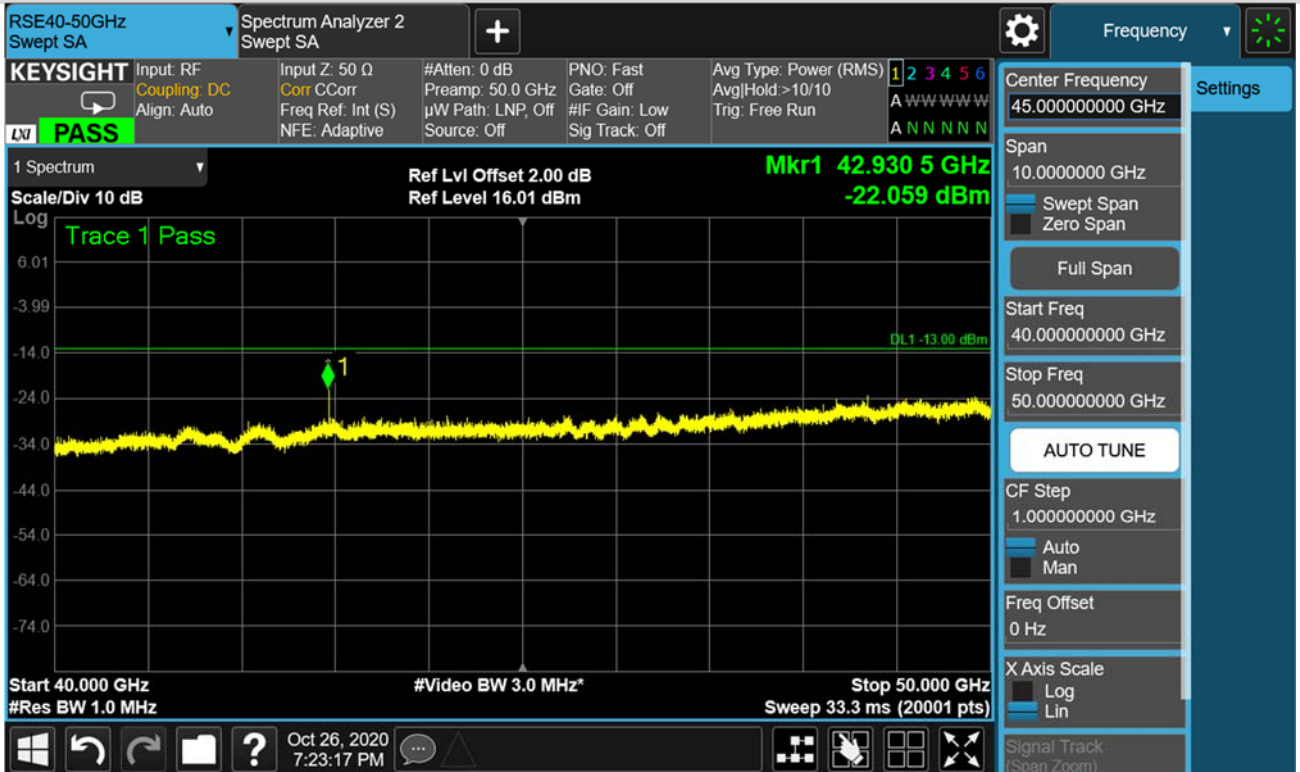 RSE40-50GHz
Swept SA
Spectrum Analyzer 2
Swept SA
+
Frequency
KEYSIGHT
LXI
PASS
Input: RF
Coupling: DC
Align: Auto
Input Z: 50 Ω
Corr CCorr
Freq Ref: Int (S)
NFE: Adaptive
#Atten: 0 dB
Preamp: 50.0 GHz
µW Path: LNP, Off
Source: Off
PNO: Fast
Gate: Off
#IF Gain: Low
Sig Track: Off
Avg Type: Power (RMS)
Avg|Hold:>10/10
Trig: Free Run
1 2 3 4 5 6
A W W W W W
A N N N N N
1 Spectrum
Scale/Div 10 dB
Ref Lvl Offset 2.00 dB
Ref Level 16.01 dBm
Mkr1 42.930 5 GHz
-22.059 dBm
Log
Trace 1 Pass
6.01
-3.99
-14.0
-24.0
-34.0
-44.0
-54.0
-64.0
-74.0
DL1 -13.00 dBm
1
Start 40.000 GHz
#Res BW 1.0 MHz
#Video BW 3.0 MHz*
Stop 50.000 GHz
Sweep 33.3 ms (20001 pts)
Center Frequency
45.000000000 GHz
Span
10.0000000 GHz
Swept Span
Zero Span
Full Span
Start Freq
40.000000000 GHz
Stop Freq
50.000000000 GHz
AUTO TUNE
CF Step
1.000000000 GHz
Auto
Man
Freq Offset
0 Hz
X Axis Scale
Log
Lin
Signal Track
(Span Zoom)
Settings
?
Oct 26, 2020
7:23:17 PM